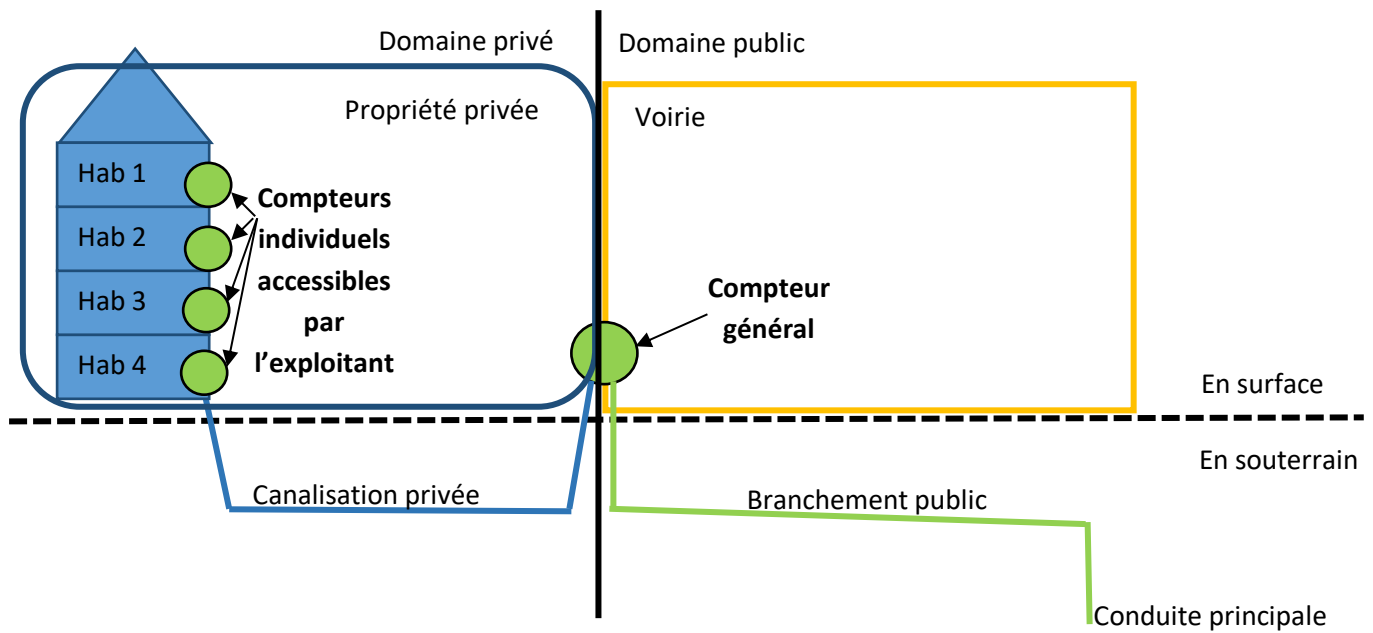 Domaine privé
Domaine public
Propriété privée
Voirie
Hab 1
Hab 2
Hab 3
Hab 4
Compteurs
individuels
accessibles
par
l’exploitant
Compteur
général
En surface
En souterrain
Canalisation privée
Branchement public
Conduite principale